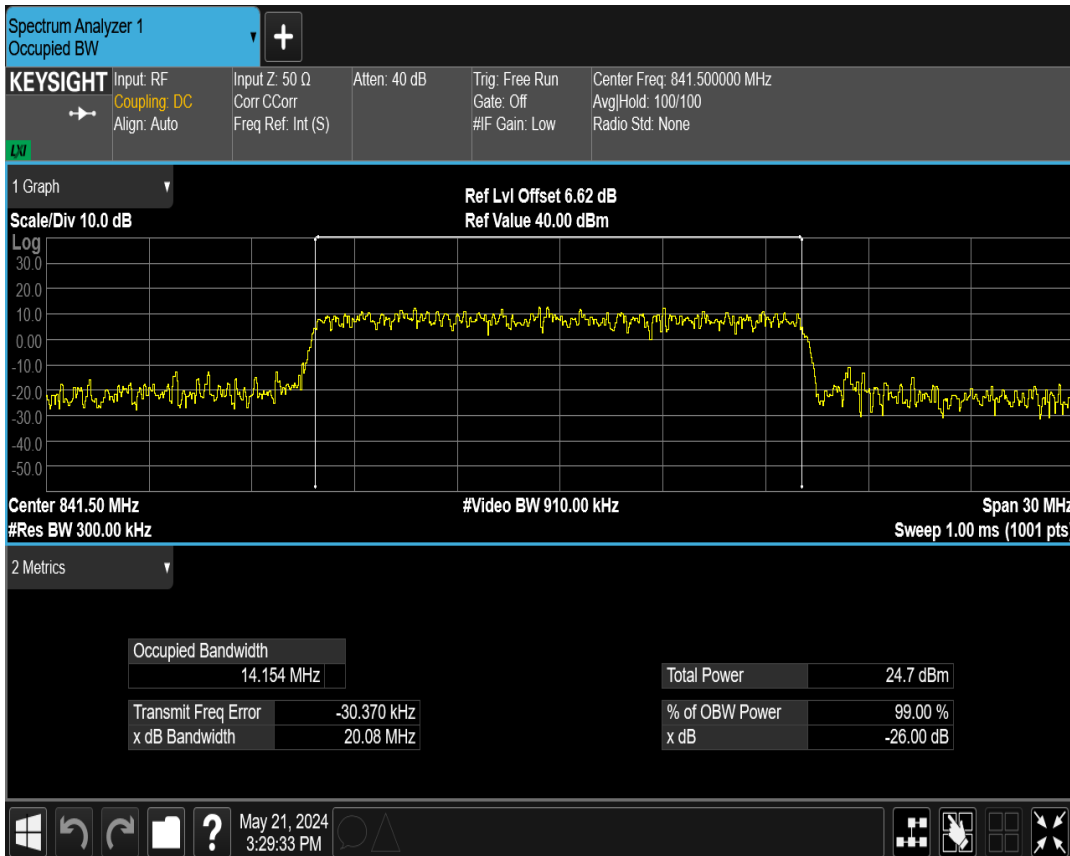 Spectrum Analyzer 1
Occupied BW
KEYSIGHT
LXI
Input: RF
Coupling: DC
Align: Auto
Input Z: 50 Ω
Corr CCorr
Freq Ref: Int (S)
Atten: 40 dB
Trig: Free Run
Gate: Off
#IF Gain: Low
Center Freq: 841.500000 MHz
Avg|Hold: 100/100
Radio Std: None
1 Graph
Scale/Div 10.0 dB
Ref Lvl Offset 6.62 dB
Ref Value 40.00 dBm
Log
30.0
20.0
10.0
0.00
-10.0
-20.0
-30.0
-40.0
-50.0
Center 841.50 MHz
#Res BW 300.00 kHz
#Video BW 910.00 kHz
Span 30 MHz
Sweep 1.00 ms (1001 pts)
2 Metrics
Occupied Bandwidth
14.154 MHz
Transmit Freq Error -30.370 kHz
x dB Bandwidth 20.08 MHz
Total Power 24.7 dBm
% of OBW Power 99.00 %
x dB -26.00 dB
?
May 21, 2024
3:29:33 PM